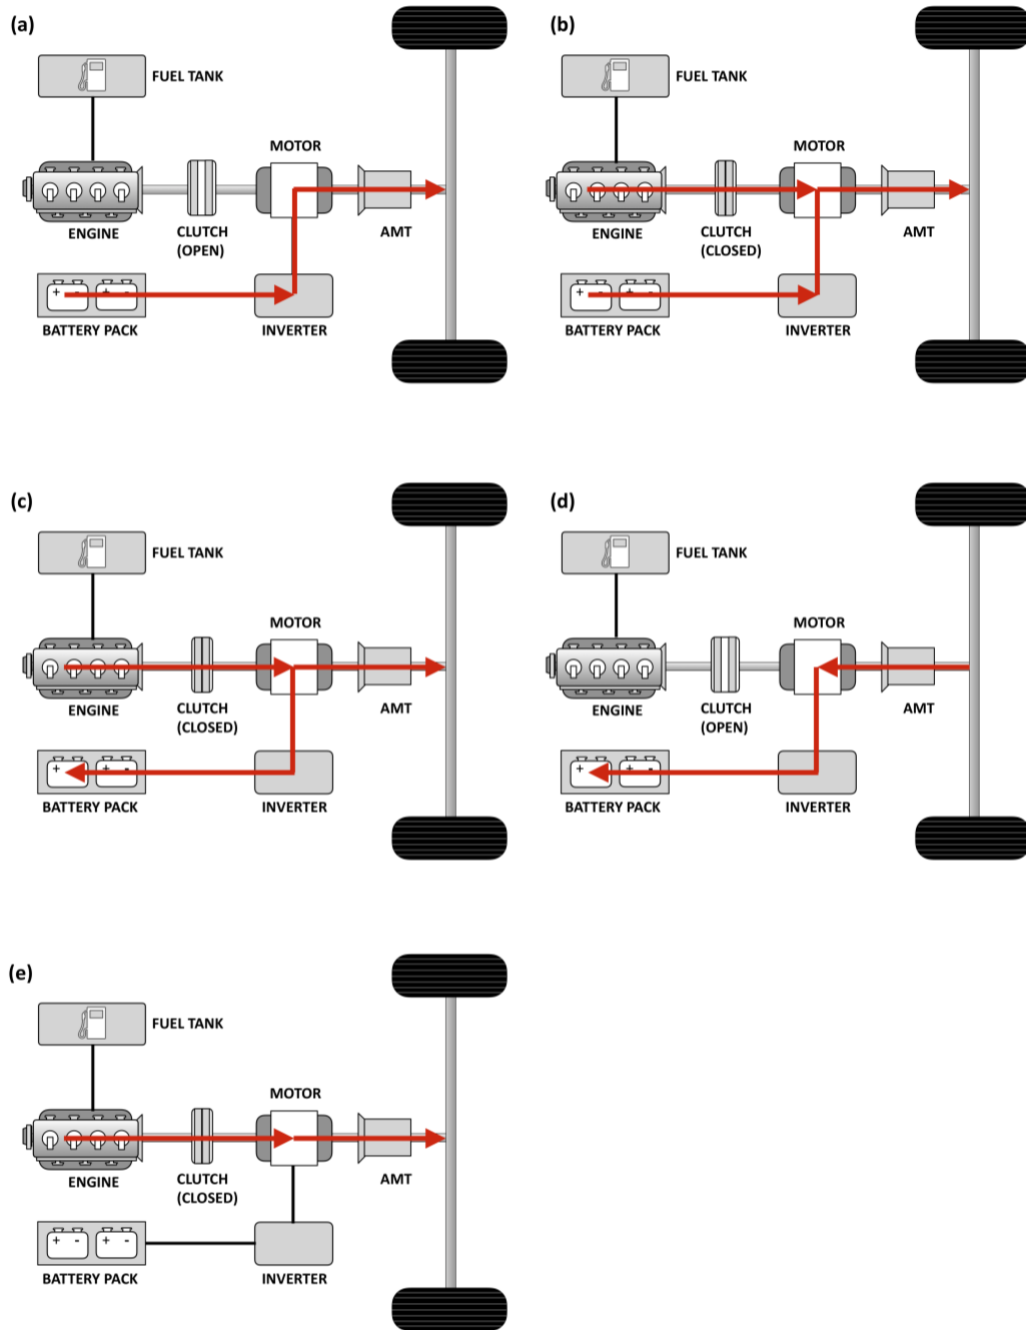 (a)
FUEL TANK
MOTOR
ENGINE
CLUTCH
(OPEN)
AMT
+ - + -
BATTERY PACK
INVERTER
(b)
FUEL TANK
MOTOR
ENGINE
CLUTCH
(CLOSED)
AMT
+ - + -
BATTERY PACK
INVERTER
(c)
FUEL TANK
MOTOR
ENGINE
CLUTCH
(CLOSED)
AMT
+ + -
BATTERY PACK
INVERTER
(d)
FUEL TANK
MOTOR
ENGINE
CLUTCH
(OPEN)
AMT
+ + -
BATTERY PACK
INVERTER
(e)
FUEL TANK
MOTOR
ENGINE
CLUTCH
(CLOSED)
AMT
+ - + -
BATTERY PACK
INVERTER